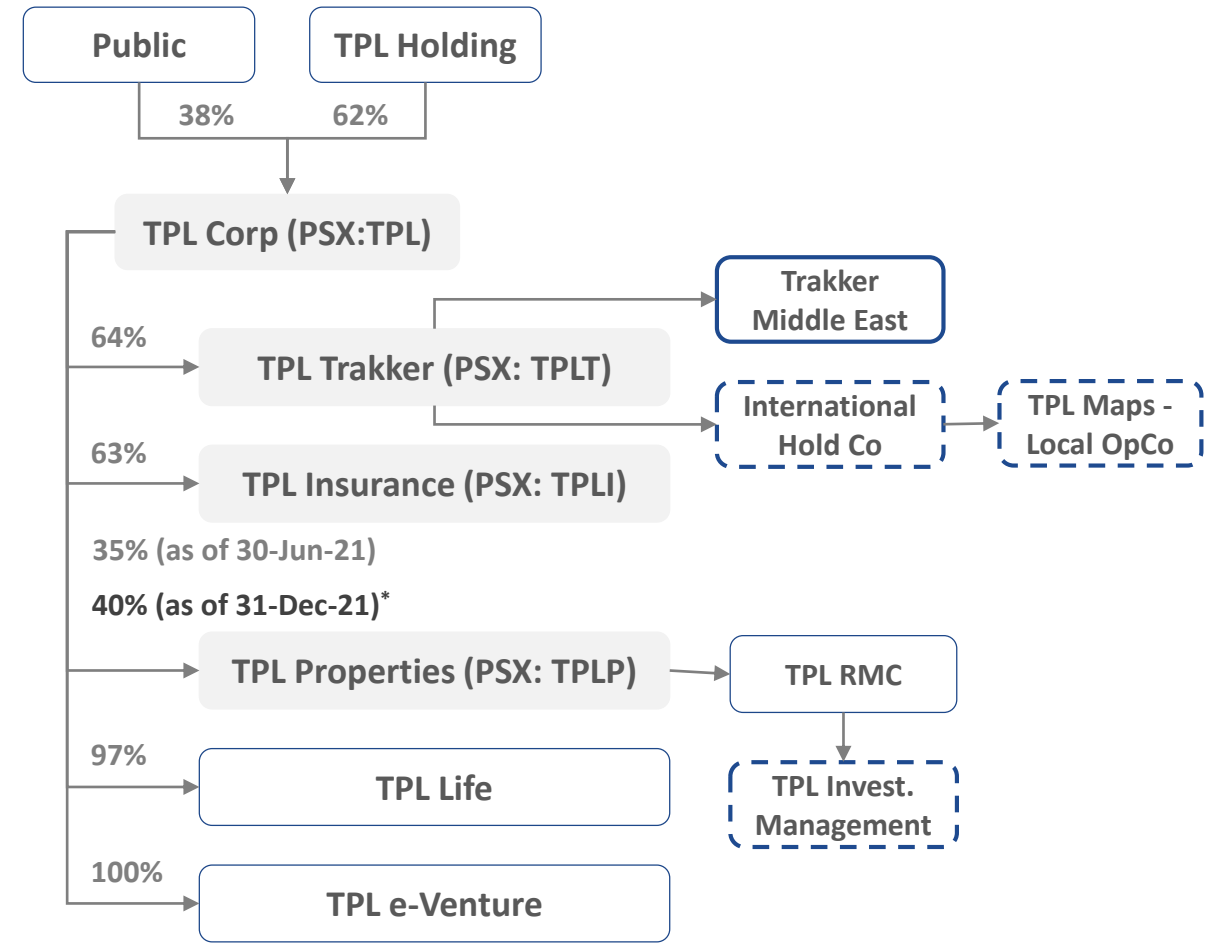 Public
TPL Holding
38%
62%
TPL Corp (PSX:TPL)
Trakker
Middle East
64%
TPL Trakker (PSX: TPLT)
International
Hold Co
TPL Maps -
Local OpCo
63%
TPL Insurance (PSX: TPLI)
35% (as of 30-Jun-21)
40% (as of 31-Dec-21)*
TPL Properties (PSX: TPLP)
TPL RMC
97%
TPL Life
TPL Invest.
Management
100%
TPL e-Venture